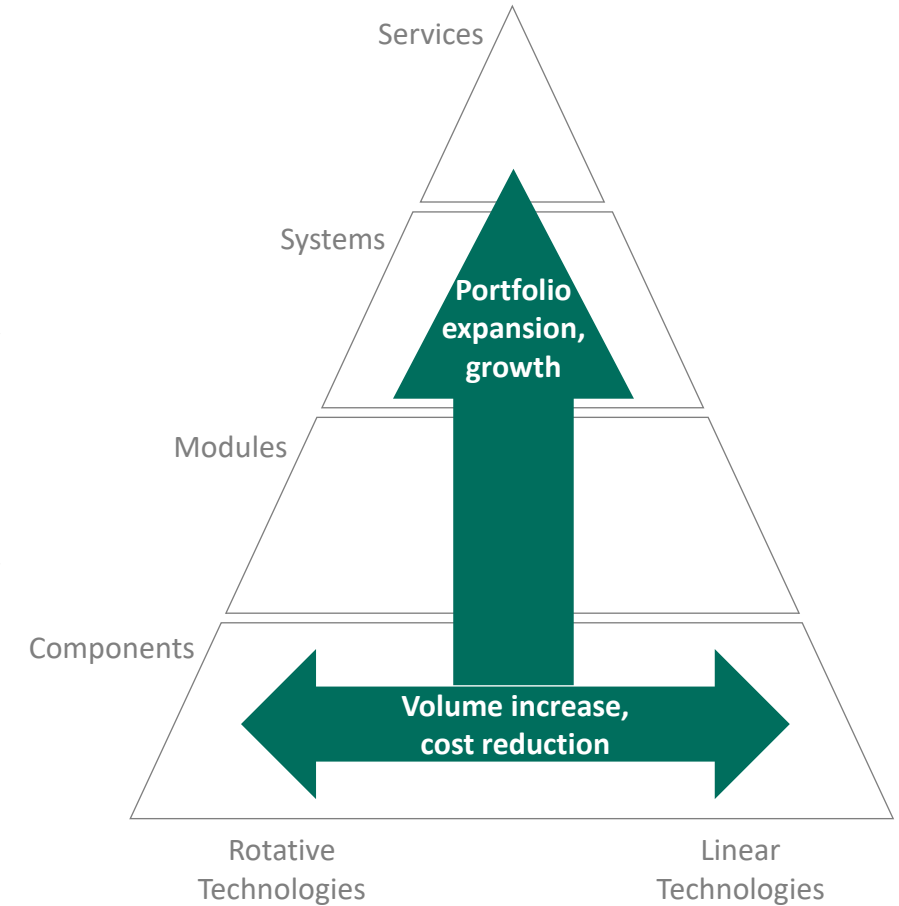 Services
Systems
Portfolio
expansion,
growth
Modules
Components
Volume increase,
cost reduction
Rotative
Technologies
Linear
Technologies